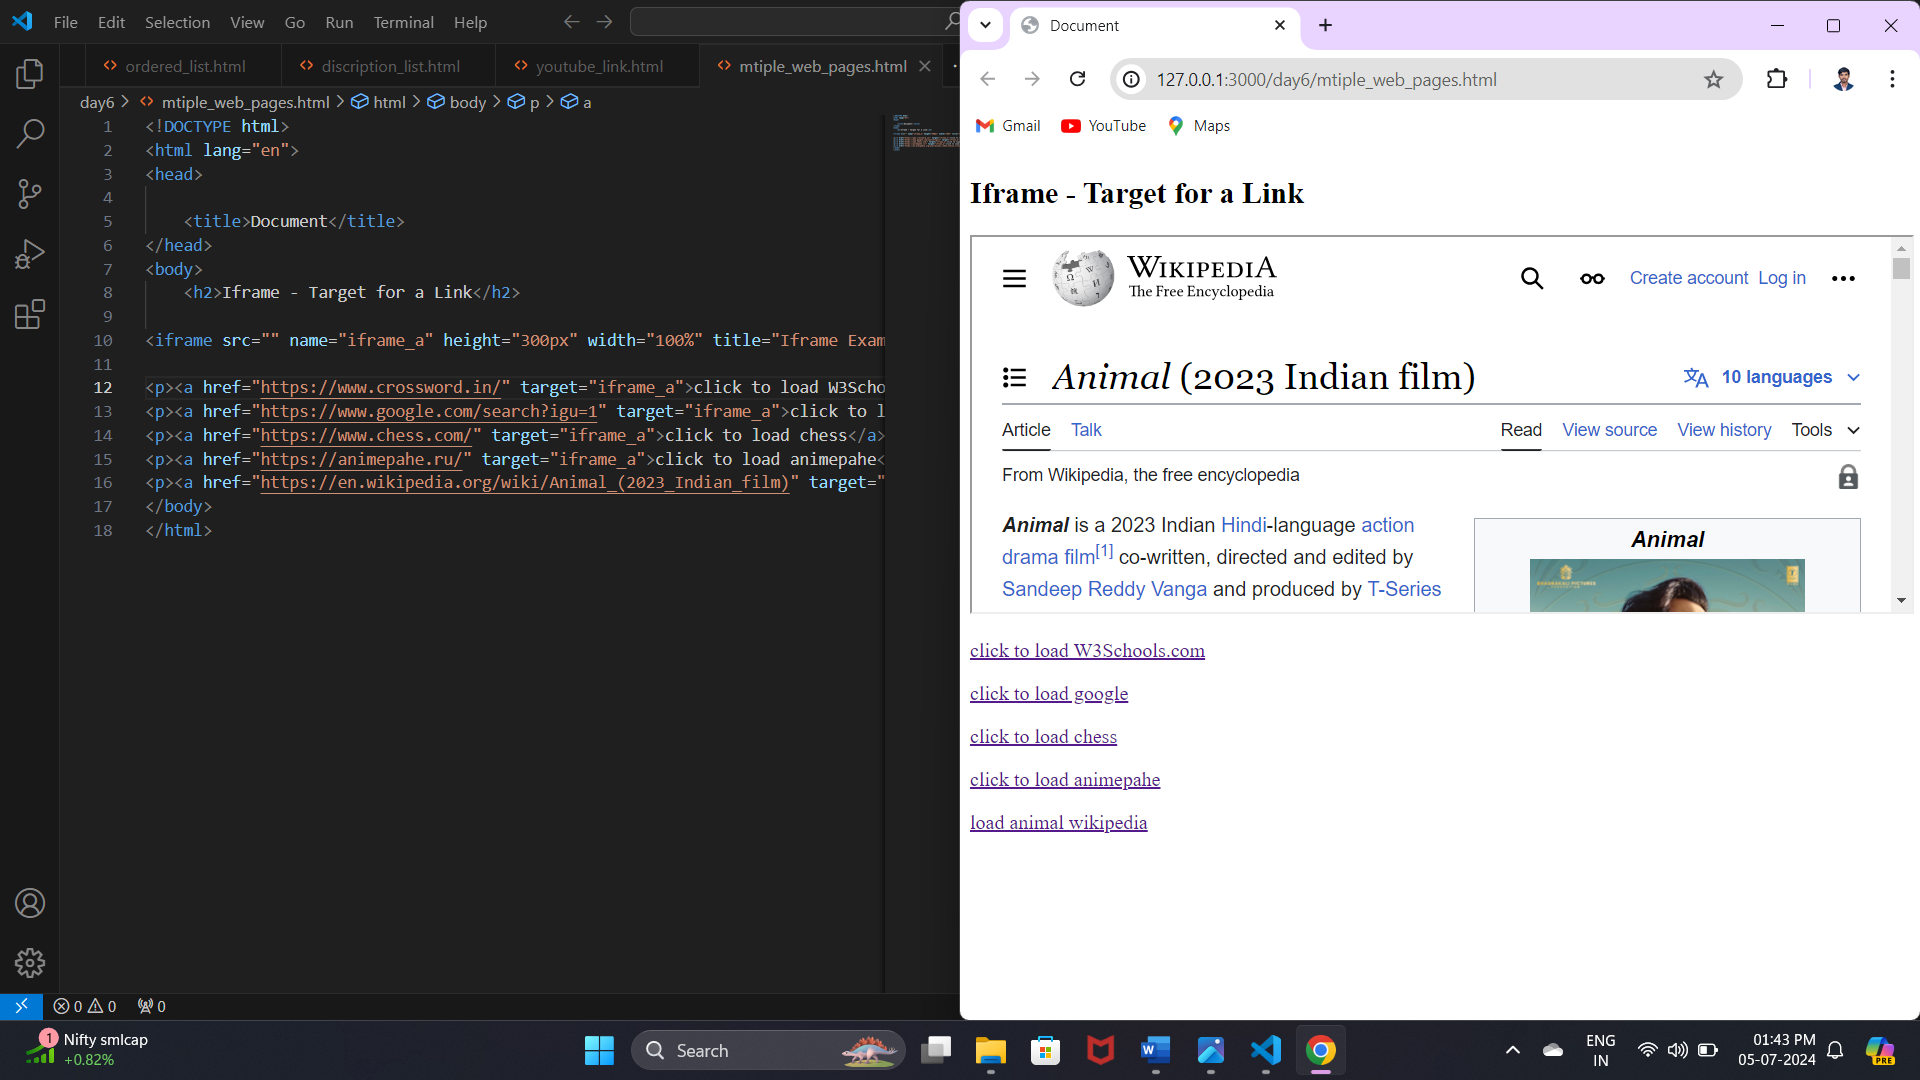 File Edit Selection View Go Run Terminal Help
ordered_list.html discription_list.html youtube_link.html mtiple_web_pages.html
day6 > mtiple_web_pages.html > html > body > p > a
1 <!DOCTYPE html>
2 <html lang="en">
3 <head>
4
5 <title>Document</title>
6 </head>
7 <body>
8 <h2>Iframe - Target for a Link</h2>
9
10 <iframe src="" name="iframe_a" height="300px" width="100%" title="Iframe Exam
11
12 <p><a href="https://www.crossword.in/" target="iframe_a">click to load W3Scho
13 <p><a href="https://www.google.com/search?igu=1" target="iframe_a">click to l
14 <p><a href="https://www.chess.com/" target="iframe_a">click to load chess</a>
15 <p><a href="https://animepahe.ru/" target="iframe_a">click to load animepahe<
16 <p><a href="https://en.wikipedia.org/wiki/Animal_(2023_Indian_film)" target="
17 </body>
18 </html>
0 0 0
Document
127.0.0.1:3000/day6/mtiple_web_pages.html
Gmail YouTube Maps
Iframe - Target for a Link
WIKIPEDIA
The Free Encyclopedia
Create account Log in
Animal (2023 Indian film)
10 languages
Article Talk Read View source View history Tools
From Wikipedia, the free encyclopedia
Animal is a 2023 Indian Hindi-language action
drama film[1] co-written, directed and edited by
Sandeep Reddy Vanga and produced by T-Series
Animal
click to load W3Schools.com
click to load google
click to load chess
click to load animepahe
load animal wikipedia
1 Nifty smlcap
+0.82%
Search
ENG
IN
01:43 PM
05-07-2024
PRE